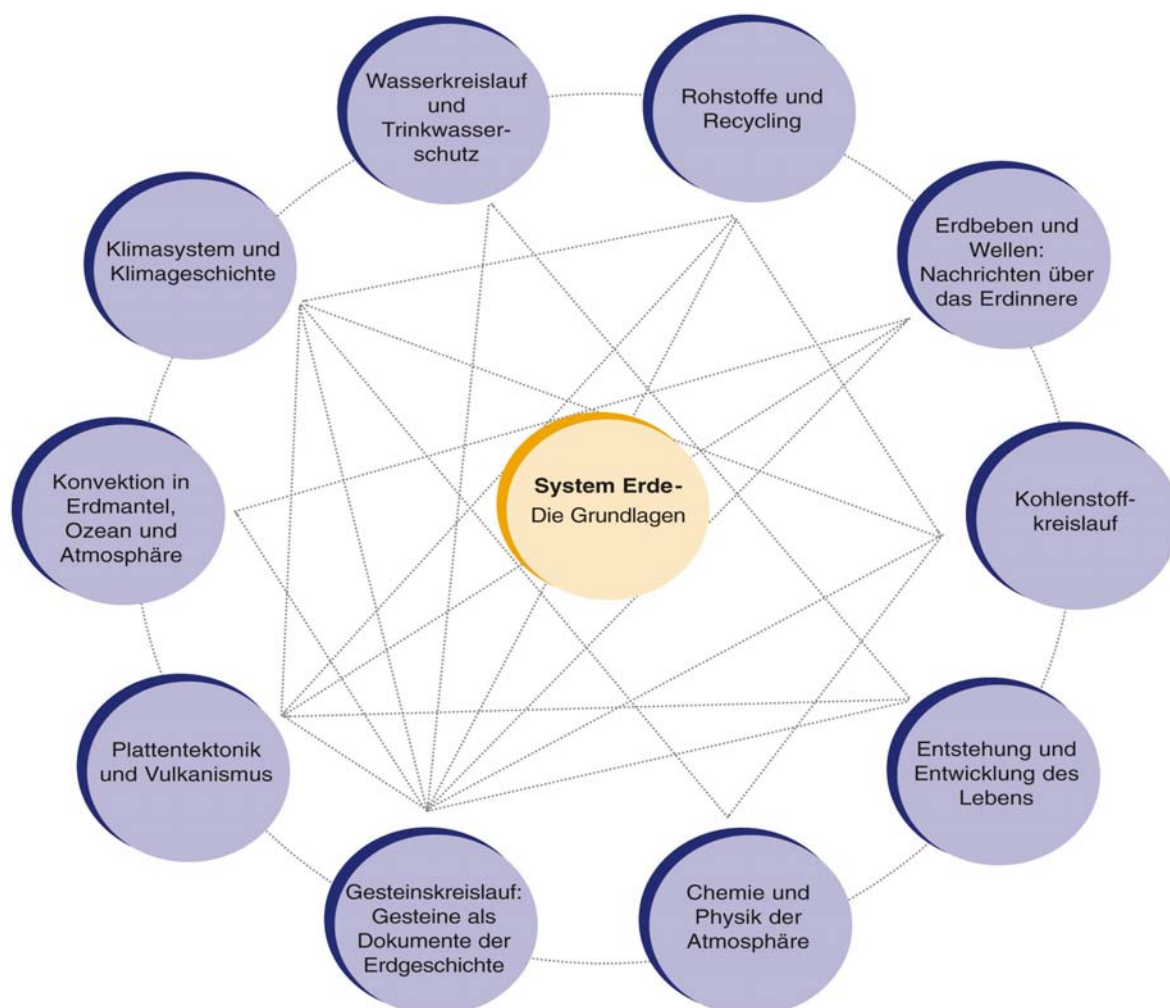 Wasserkreislauf
und
Trinkwasser-
schutz
Rohstoffe und
Recycling
Erdbeben und
Wellen:
Nachrichten über
das Erdinnere
Kohlenstoff-
kreislauf
Entstehung und
Entwicklung des
Lebens
Chemie und
Physik der
Atmosphäre
Gesteinskreislauf:
Gesteine als
Dokumente der
Erdgeschichte
Plattentektonik
und Vulkanismus
Konvektion in
Erdmantel,
Ozean und
Atmosphäre
Klimasystem und
Klimageschichte
System Erde-
Die Grundlagen